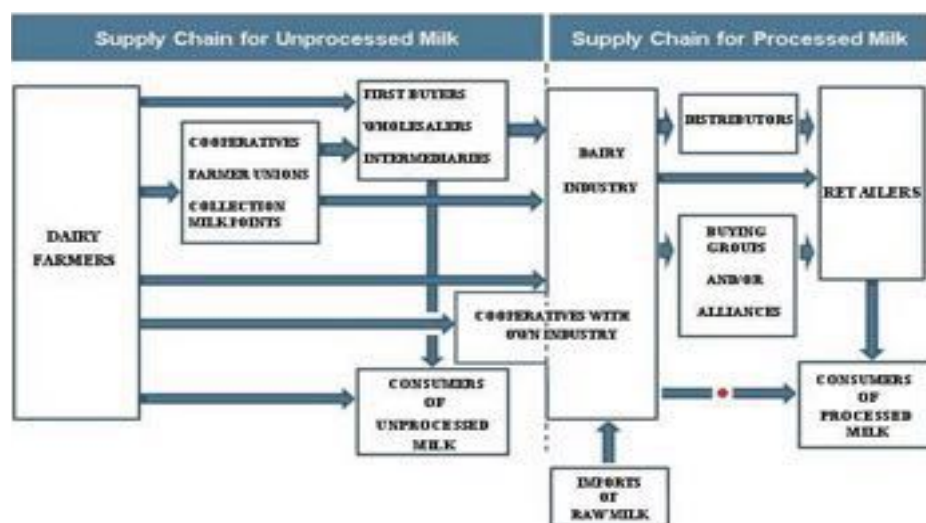 Supply Chain for Unprocessed Milk
Supply Chain for Processed Milk
DAIRY
FARMERS
COOPERATIVES
FARMER UNIONS
COLLECTION
MILK POINTS
FIRST BUYERS
WHOLESALERS
INTERMEDIARIES
COOPERATIVES WITH
OWN INDUSTRY
CONSUMERS
OF
UNPROCESSED
MILK
DAIRY
INDUSTRY
IMPORTS
OF
RAW MILK
DISTRIBUTORS
BUYING
GROUPS
AND/OR
ALLIANCES
RETAILERS
CONSUMERS
OF
PROCESSED
MILK